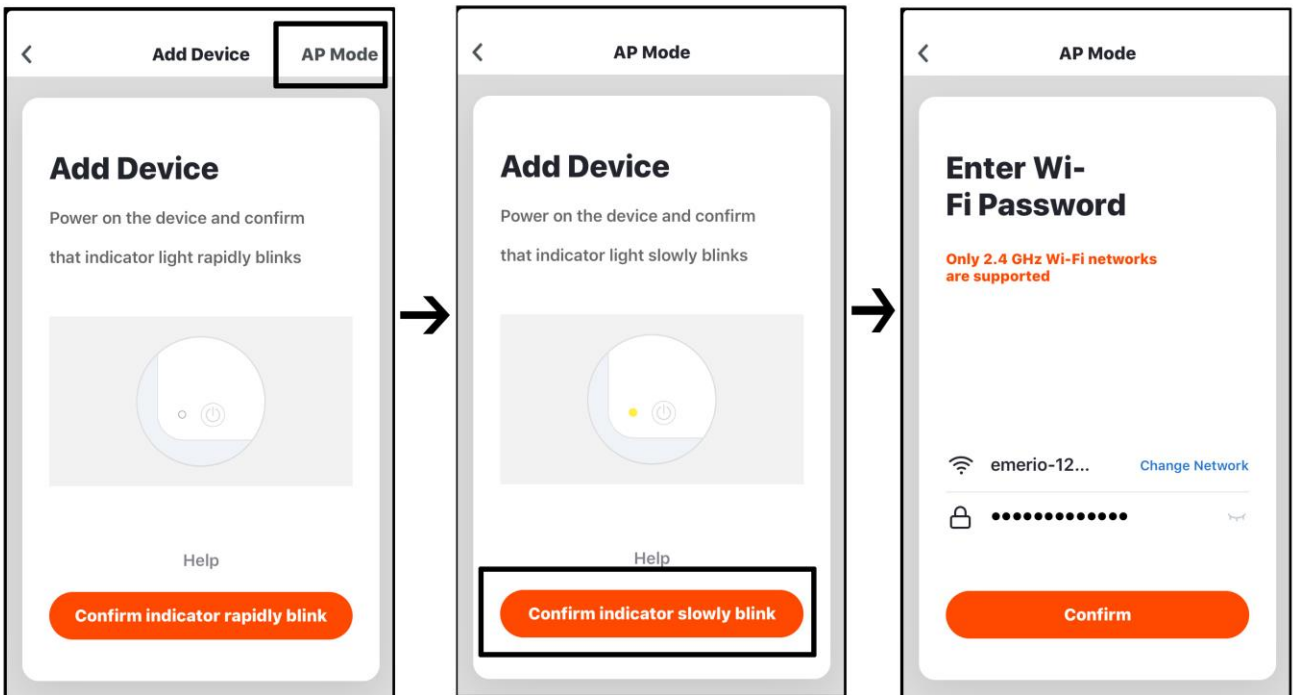 Add Device
AP Mode
Add Device
Power on the device and confirm
that indicator light rapidly blinks
Help
Confirm indicator rapidly blink
AP Mode
Add Device
Power on the device and confirm
that indicator light slowly blinks
Help
Confirm indicator slowly blink
AP Mode
Enter Wi-
Fi Password
Only 2.4 GHz Wi-Fi networks
are supported
emerio-12... Change Network
Confirm